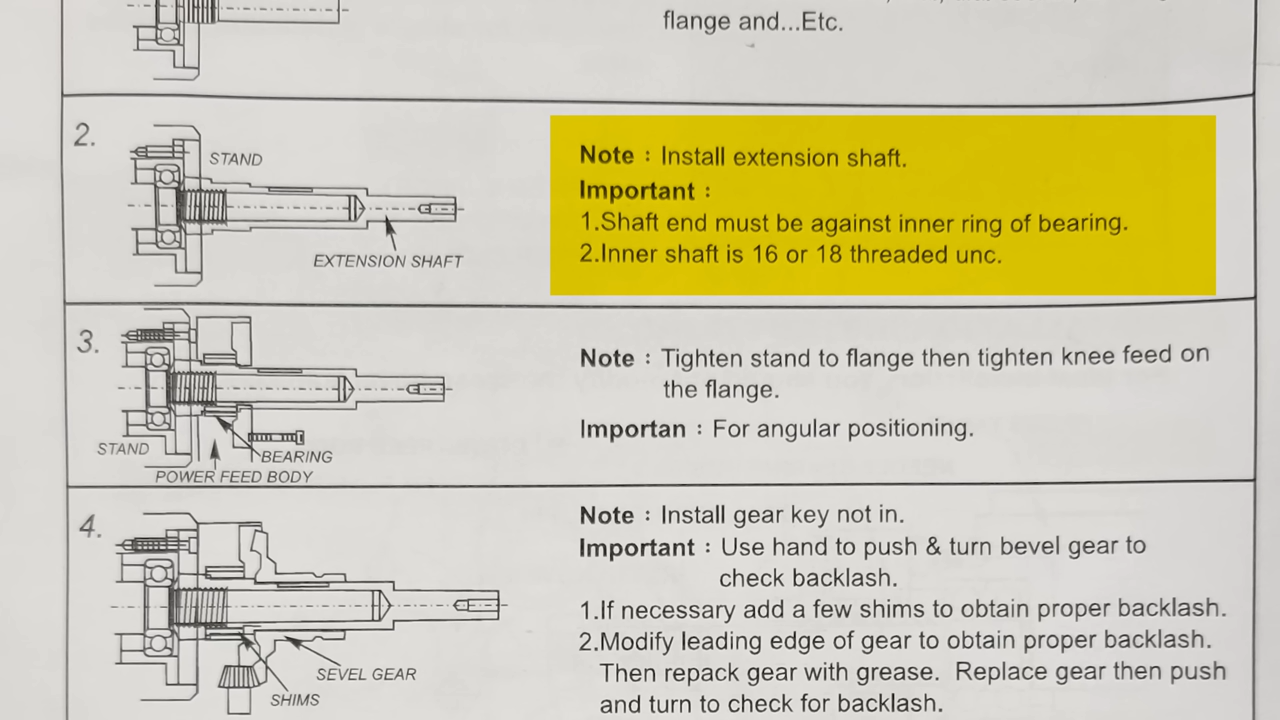 flange and...Etc.
2.
STAND
EXTENSION SHAFT
Note : Install extension shaft.
Important :
1.Shaft end must be against inner ring of bearing.
2.Inner shaft is 16 or 18 threaded unc.
3.
STAND
BEARING
POWER FEED BODY
Note : Tighten stand to flange then tighten knee feed on
the flange.
Importan : For angular positioning.
4.
SEVEL GEAR
SHIMS
Note : Install gear key not in.
Important : Use hand to push & turn bevel gear to
check backlash.
1.If necessary add a few shims to obtain proper backlash.
2.Modify leading edge of gear to obtain proper backlash.
Then repack gear with grease. Replace gear then push
and turn to check for backlash.